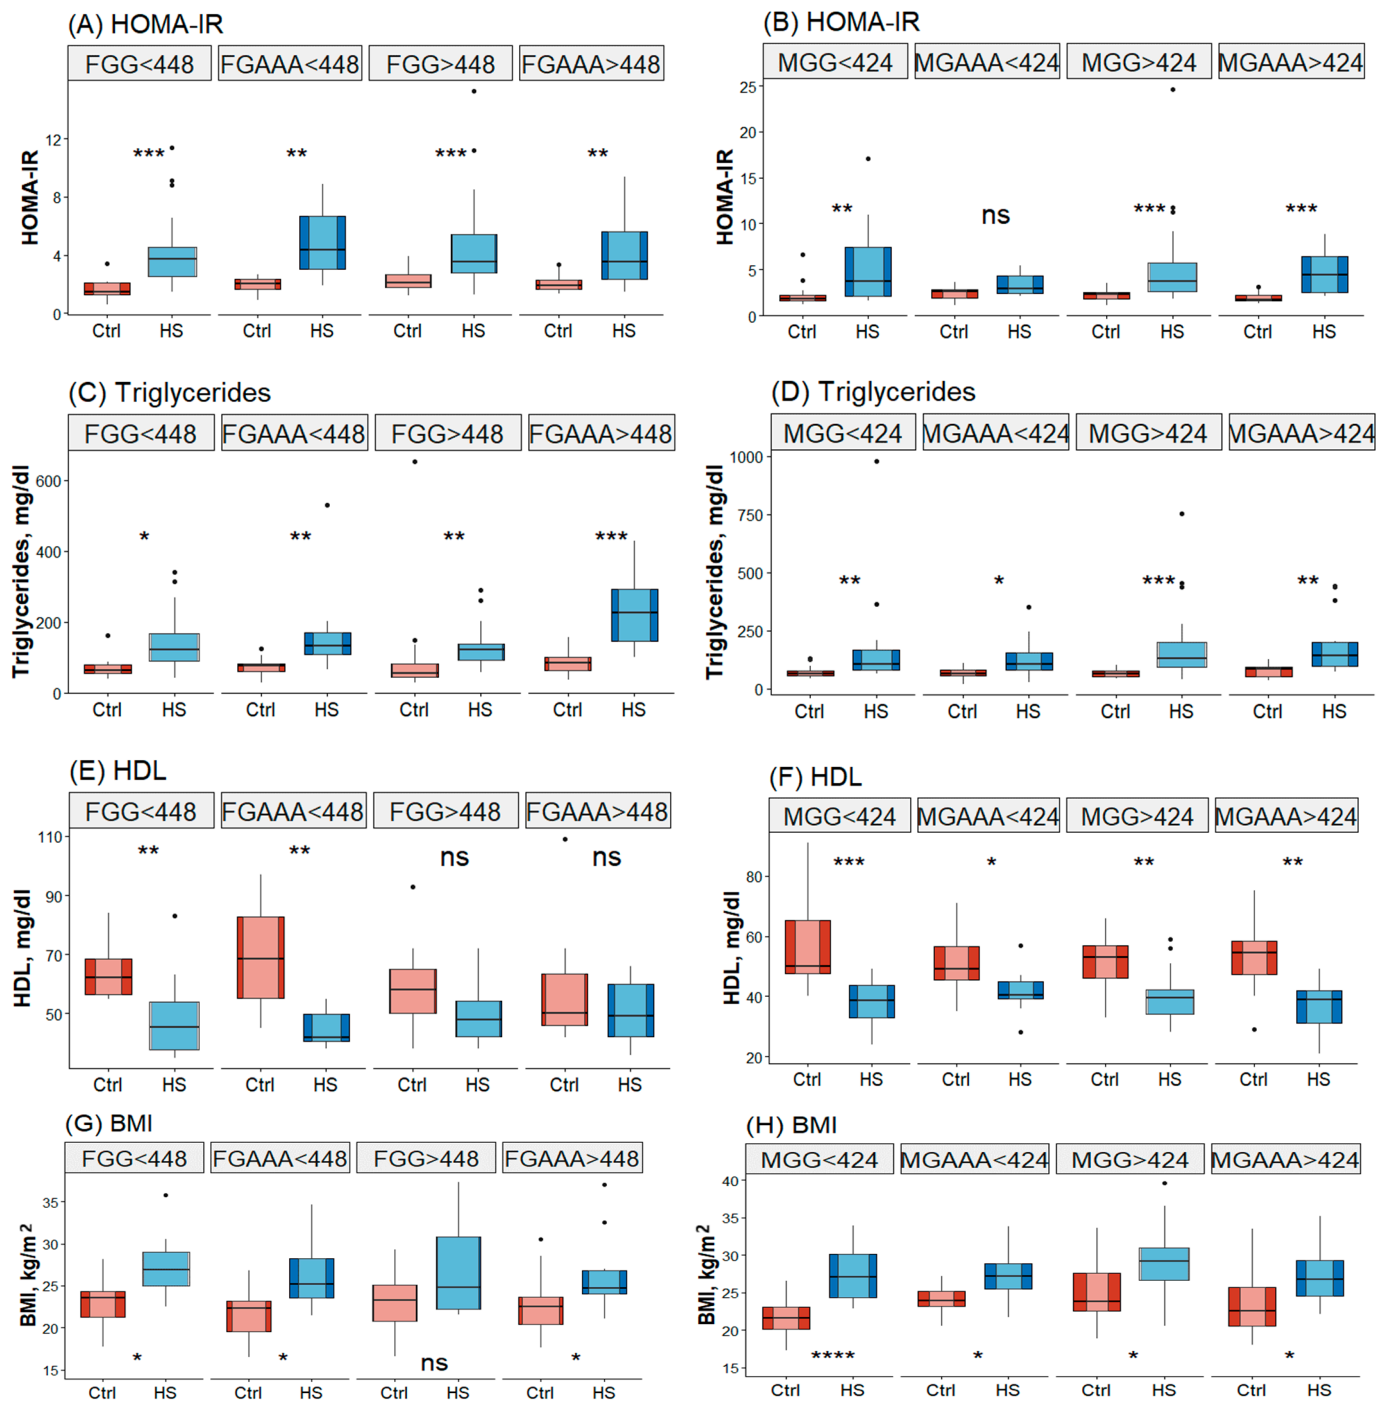 (A) HOMA-IR
FGG<448 FGAAA<448 FGG>448 FGAAA>448
HOMA-IR
12
8
4
0
*** ** *** **
Ctrl HS Ctrl HS Ctrl HS Ctrl HS
(B) HOMA-IR
MGG<424 MGAAA<424 MGG>424 MGAAA>424
HOMA-IR
25
20
15
10
5
0
** ns *** ***
Ctrl HS Ctrl HS Ctrl HS Ctrl HS
(C) Triglycerides
FGG<448 FGAAA<448 FGG>448 FGAAA>448
Triglycerides, mg/dl
600
400
200
0
* ** ** ***
Ctrl HS Ctrl HS Ctrl HS Ctrl HS
(D) Triglycerides
MGG<424 MGAAA<424 MGG>424 MGAAA>424
Triglycerides, mg/dl
1000
750
500
250
0
** * *** **
Ctrl HS Ctrl HS Ctrl HS Ctrl HS
(E) HDL
FGG<448 FGAAA<448 FGG>448 FGAAA>448
HDL, mg/dl
110
90
70
50
** ** ns ns
Ctrl HS Ctrl HS Ctrl HS Ctrl HS
(F) HDL
MGG<424 MGAAA<424 MGG>424 MGAAA>424
HDL, mg/dl
80
60
40
20
*** * ** **
Ctrl HS Ctrl HS Ctrl HS Ctrl HS
(G) BMI
FGG<448 FGAAA<448 FGG>448 FGAAA>448
BMI, kg/m²
35
30
25
20
15
* * ns *
Ctrl HS Ctrl HS Ctrl HS Ctrl HS
(H) BMI
MGG<424 MGAAA<424 MGG>424 MGAAA>424
BMI, kg/m²
40
35
30
25
20
15
**** * * *
Ctrl HS Ctrl HS Ctrl HS Ctrl HS